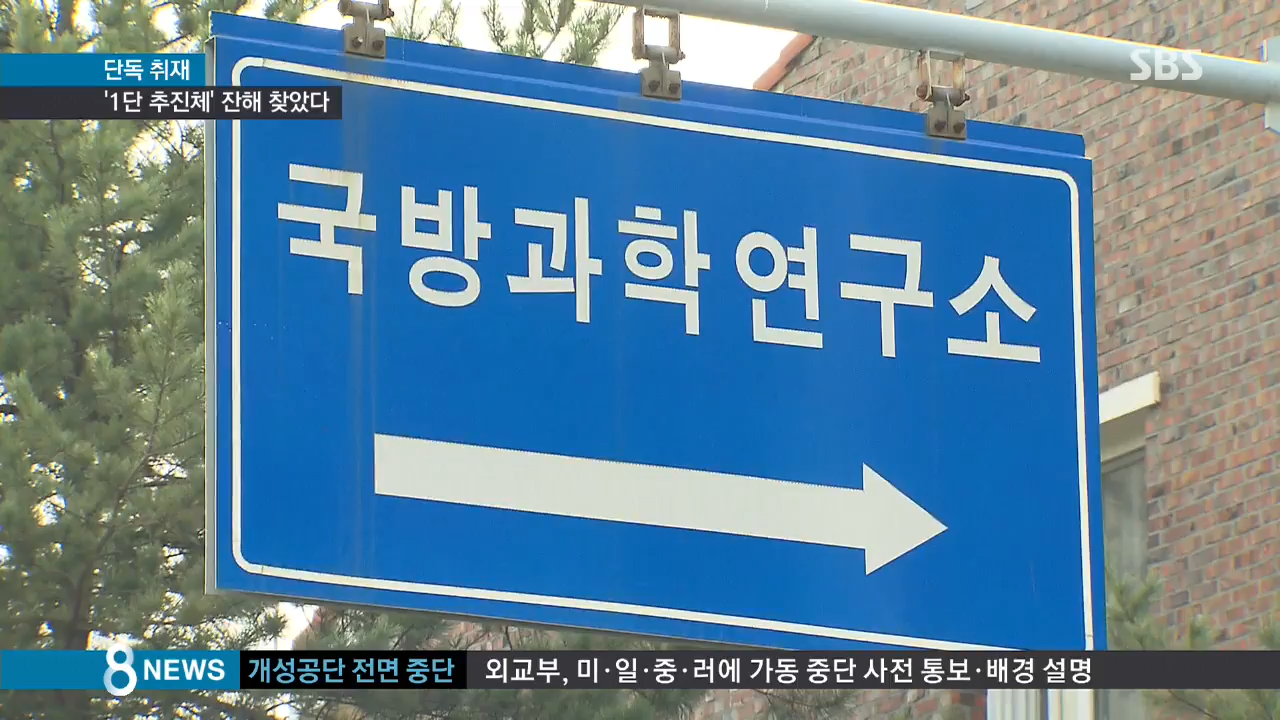 단독 취재
SBS
'1단 추진체' 잔해 찾았다
국방과학연구소
8 NEWS 개성공단 전면 중단 외교부, 미·일·중·러에 가동 중단 사전 통보·배경 설명